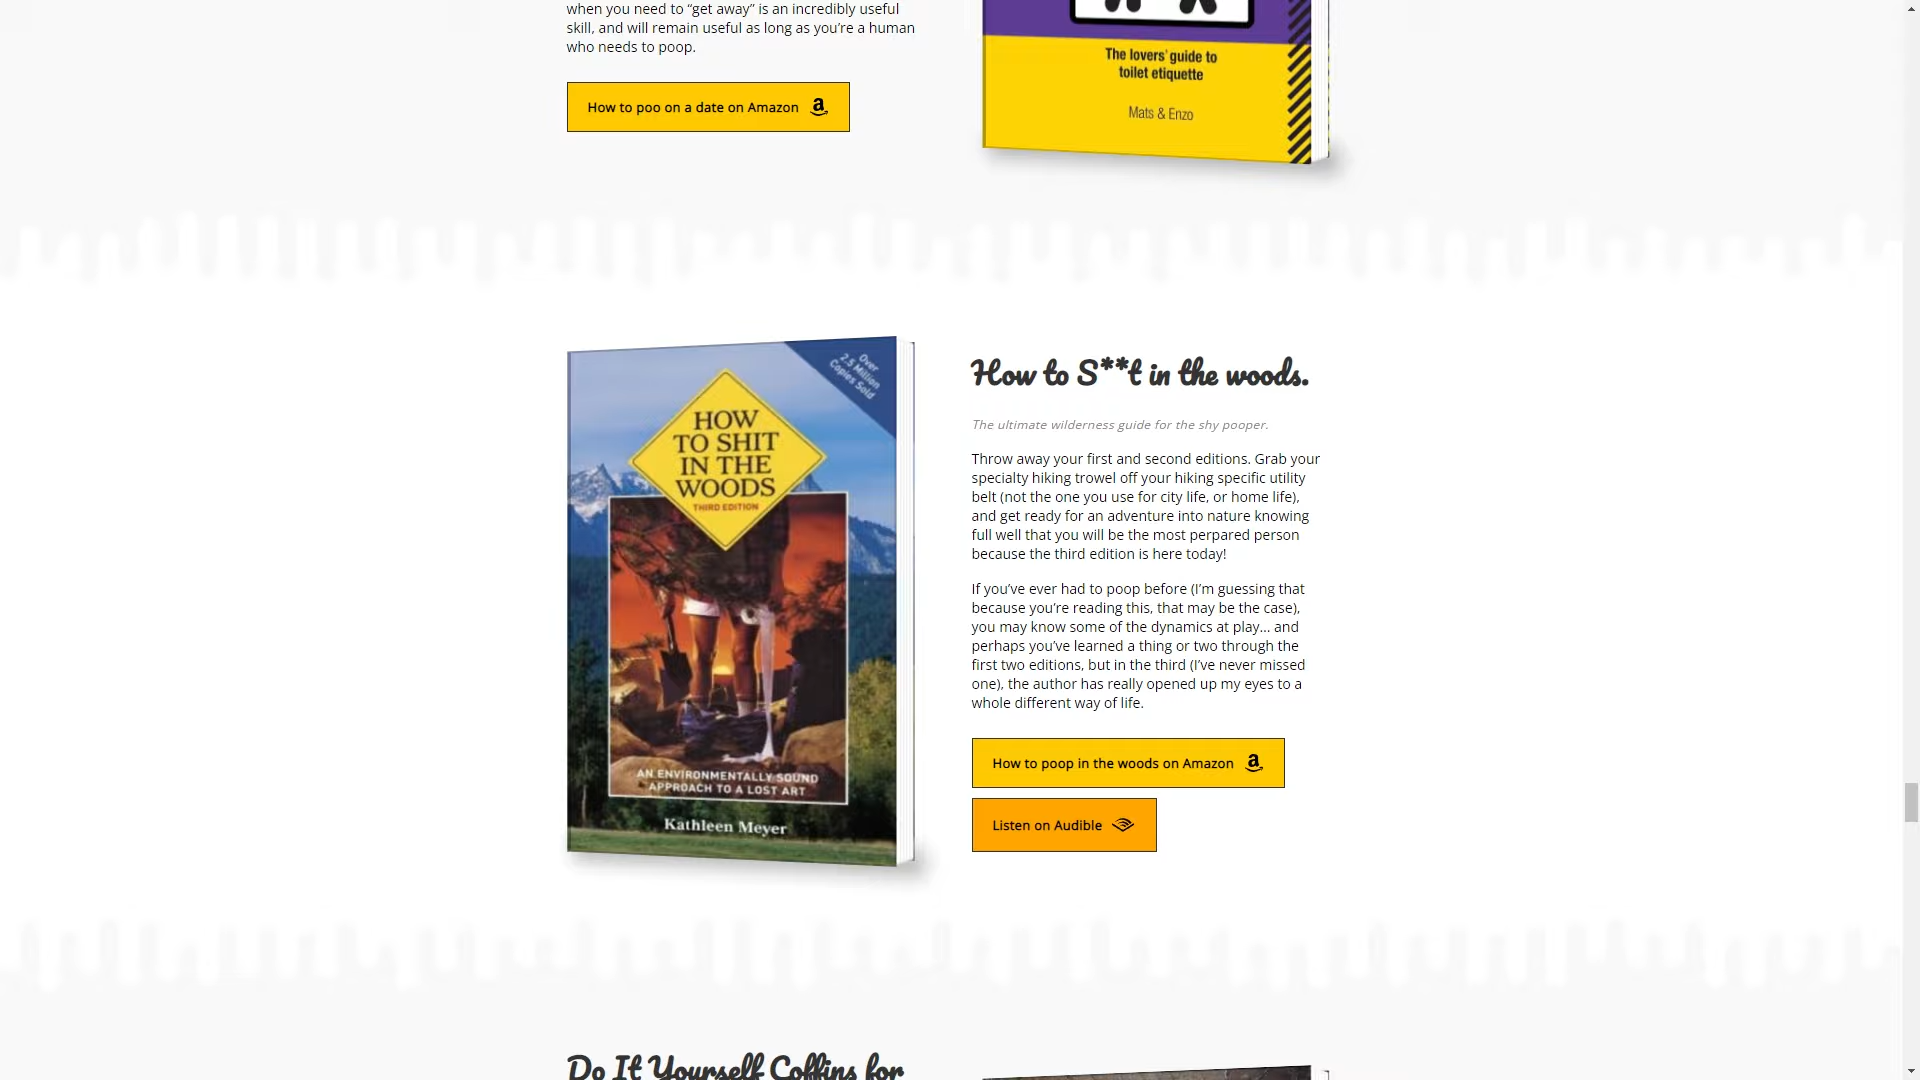 when you need to “get away” is an incredibly useful
skill, and will remain useful as long as you’re a human
who needs to poop.
How to poo on a date on Amazon
The lovers’ guide to
toilet etiquette
Mats & Enzo
Over
2.5 Million
Copies Sold
HOW
TO SHIT
IN THE
WOODS
THIRD EDITION
AN ENVIRONMENTALLY SOUND
APPROACH TO A LOST ART
Kathleen Meyer
How to S**t in the woods.
The ultimate wilderness guide for the shy pooper.
Throw away your first and second editions. Grab your
specialty hiking trowel off your hiking specific utility
belt (not the one you use for city life, or home life),
and get ready for an adventure into nature knowing
full well that you will be the most perpared person
because the third edition is here today!
If you’ve ever had to poop before (I’m guessing that
because you’re reading this, that may be the case),
you may know some of the dynamics at play… and
perhaps you’ve learned a thing or two through the
first two editions, but in the third (I’ve never missed
one), the author has really opened up my eyes to a
whole different way of life.
How to poop in the woods on Amazon
Listen on Audible
Do It Yourself Coffins for